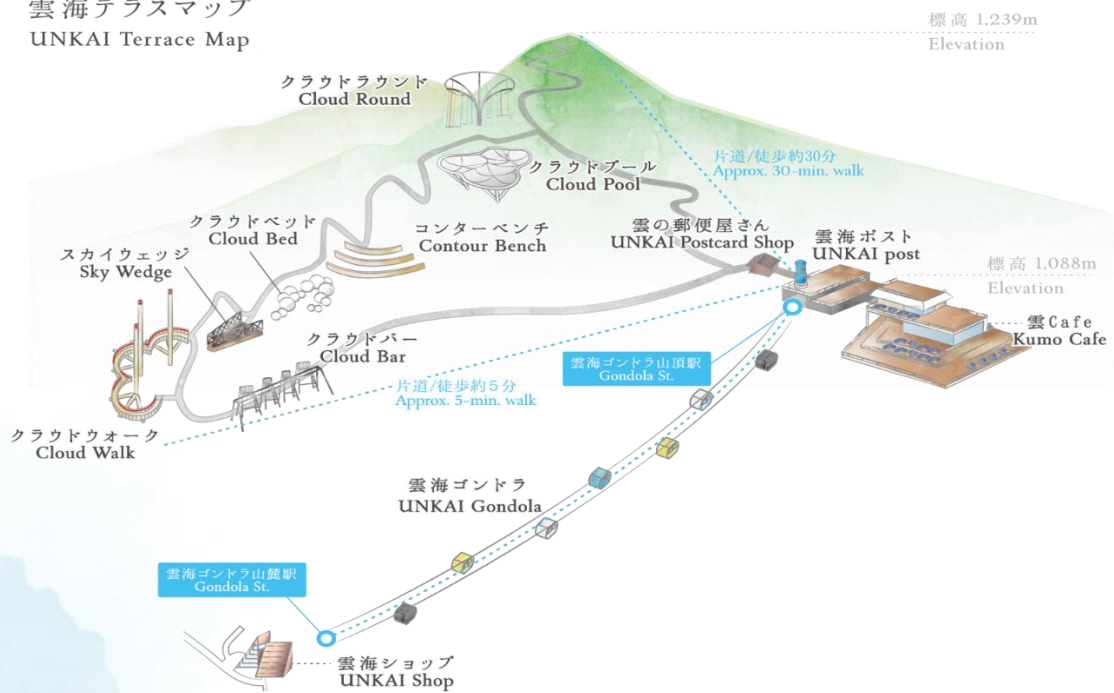 雲海テラスマップ
UNKAI Terrace Map
標高 1,239m
Elevation
クラウドラウンド
Cloud Round
片道/徒歩約30分
Approx. 30-min. walk
クラウドプール
Cloud Pool
クラウドベッド
Cloud Bed
コンターベンチ
Contour Bench
雲の郵便屋さん
UNKAI Postcard Shop
雲海ポスト
UNKAI post
スカイウェッジ
Sky Wedge
標高 1,088m
Elevation
雲Cafe
Kumo Cafe
クラウドバー
Cloud Bar
雲海ゴンドラ山頂駅
Gondola St.
片道/徒歩約5分
Approx. 5-min. walk
クラウドウォーク
Cloud Walk
雲海ゴンドラ
UNKAI Gondola
雲海ゴンドラ山麓駅
Gondola St.
雲海ショップ
UNKAI Shop